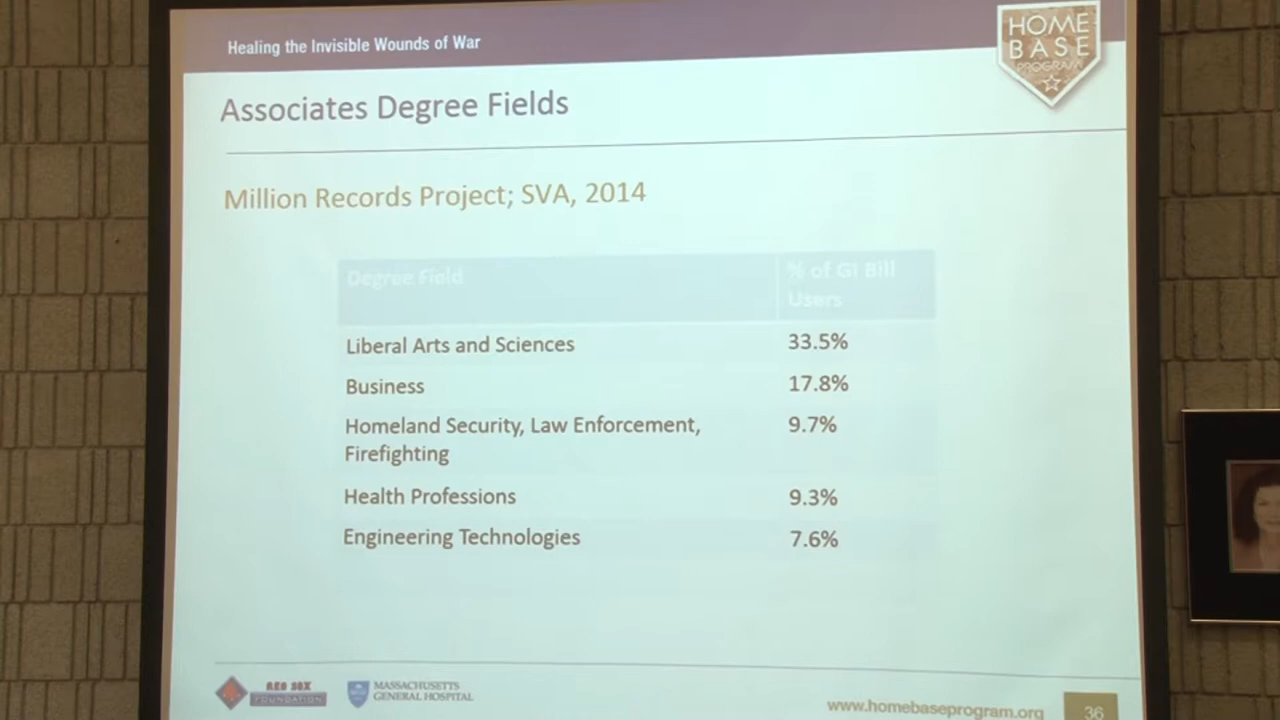 Healing the Invisible Wounds of War
HOME
BASE
PROGRAM
Associates Degree Fields
Million Records Project; SVA, 2014
Degree Field
% of GI Bill
Users
Liberal Arts and Sciences
33.5%
Business
17.8%
Homeland Security, Law Enforcement,
Firefighting
9.7%
Health Professions
9.3%
Engineering Technologies
7.6%
RED SOX
FOUNDATION
MASSACHUSETTS
GENERAL HOSPITAL
www.homebaseprogram.org
36